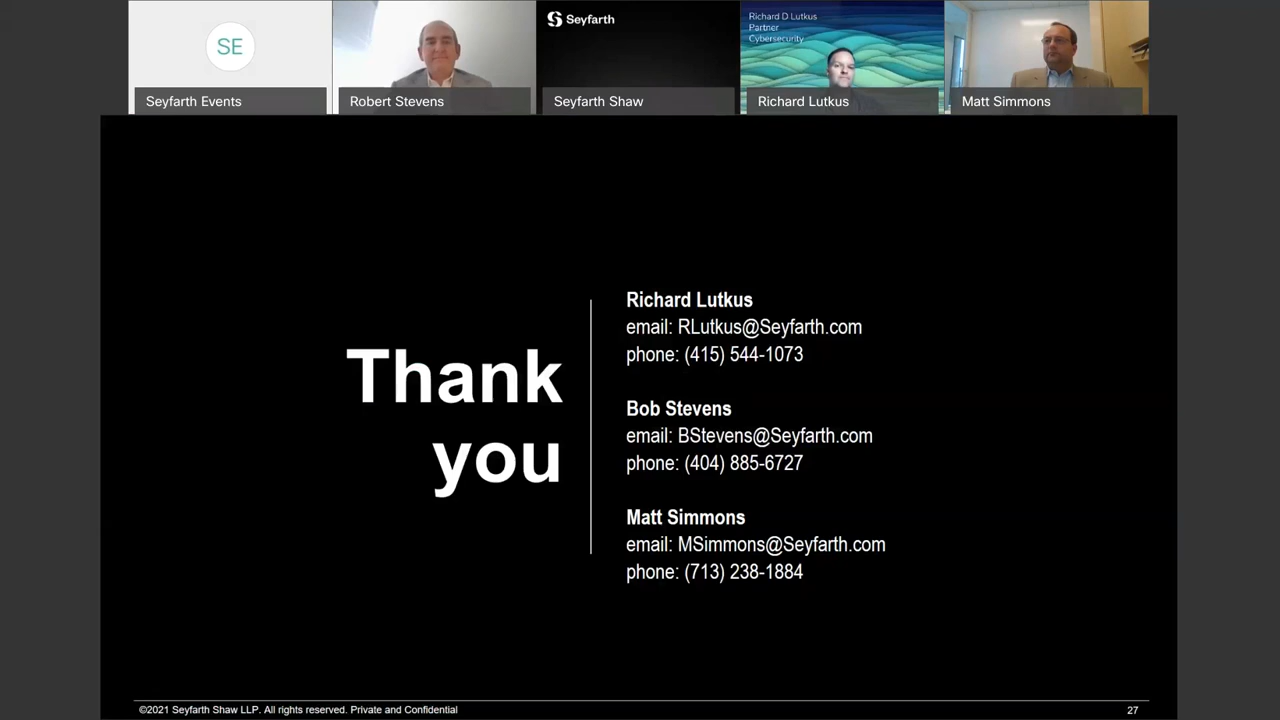 SE
Seyfarth Events
Robert Stevens
Seyfarth
Seyfarth Shaw
Richard D Lutkus
Partner
Cybersecurity
Richard Lutkus
Matt Simmons
Thank
you
Richard Lutkus
email: RLutkus@Seyfarth.com
phone: (415) 544-1073
Bob Stevens
email: BStevens@Seyfarth.com
phone: (404) 885-6727
Matt Simmons
email: MSimmons@Seyfarth.com
phone: (713) 238-1884
©2021 Seyfarth Shaw LLP. All rights reserved. Private and Confidential
27